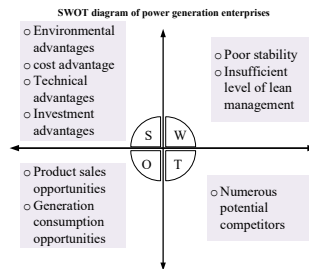 SWOT diagram of power generation enterprises
○ Environmental
advantages
○ cost advantage
○ Technical
advantages
○ Investment
advantages
○ Poor stability
○ Insufficient
level of lean
management
S
W
O
T
○ Product sales
opportunities
○ Generation
consumption
opportunities
○ Numerous
potential
competitors